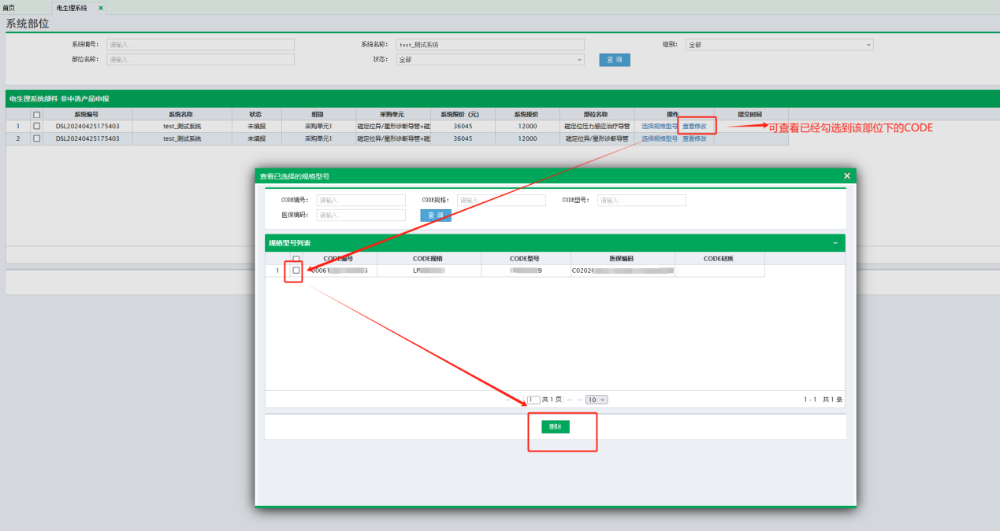 首页 电生理系统 ×
系统部位
系统编号： 请输入... 系统名称： test_测试系统 组别： 全部
部位名称： 请输入... 状态： 全部 查 询
电生理系统部件 非中选产品申报
系统编号 系统名称 状态 组别 采购单元 系统限价（元） 系统报价 部位名称 操作 提交时间
1 DSL20240425175403 test_测试系统 未填报 采购单元1 磁定位异/星形诊断导管+磁 36045 12000 磁定位压力感应治疗导管 选择规格型号 查看修改
可查看已经勾选到该部位下的CODE
2 DSL20240425175403 test_测试系统 未填报 采购单元1 磁定位异/星形诊断导管+磁 36045 12000 磁定位异/星形诊断导管 选择规格型号 查看修改
查看已选择的规格型号 ×
CODE编号： 请输入... CODE规格： 请输入... CODE型号： 请输入...
医保编码： 请输入... 查 询
规格型号列表 −
CODE编号 CODE规格 CODE型号 医保编码 CODE材质
1 00061 LP 9 C0202
1 共 1 页 10 1 - 1 共 1 条
删除